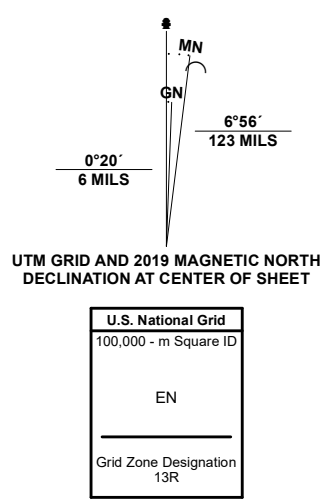 MN
GN
6°56´
123 MILS
0°20´
6 MILS
UTM GRID AND 2019 MAGNETIC NORTH
DECLINATION AT CENTER OF SHEET
U.S. National Grid
100,000 - m Square ID
EN
Grid Zone Designation
13R